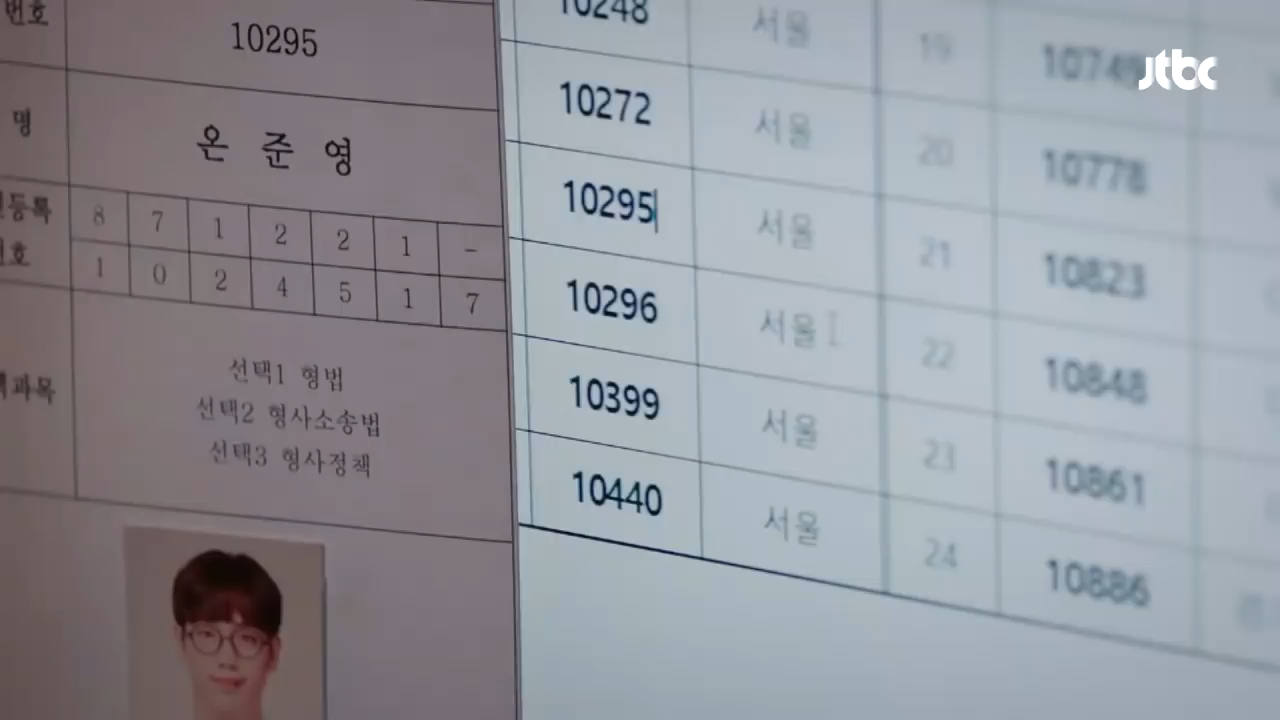 번호
10295
명
온 준 영
등록
호
8 7 1 2 2 1 -
1 0 2 4 5 1 7
과목
선택1 형법
선택2 형사소송법
선택3 형사정책
10248 서울 19 10749
10272 서울 20 10778
10295 서울 21 10823
10296 서울 22 10848
10399 서울 23 10861
10440 서울 24 10886
jtbc